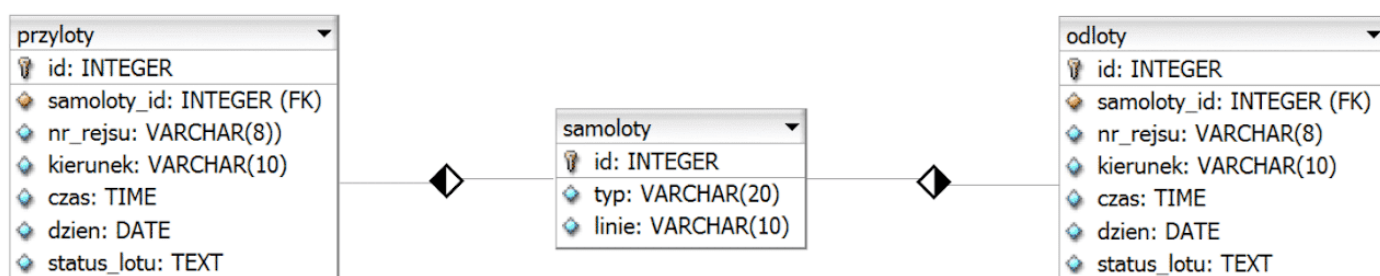 przyloty
id: INTEGER
samoloty_id: INTEGER (FK)
nr_rejsu: VARCHAR(8))
kierunek: VARCHAR(10)
czas: TIME
dzien: DATE
status_lotu: TEXT
samoloty
id: INTEGER
typ: VARCHAR(20)
linie: VARCHAR(10)
odloty
id: INTEGER
samoloty_id: INTEGER (FK)
nr_rejsu: VARCHAR(8)
kierunek: VARCHAR(10)
czas: TIME
dzien: DATE
status_lotu: TEXT